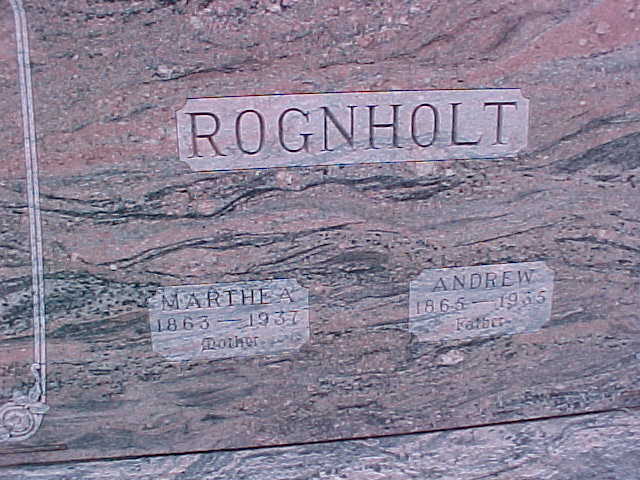 ROGNHOLT
MARTHEA
1863 — 1937
Mother
ANDREW
1865 — 1935
Father